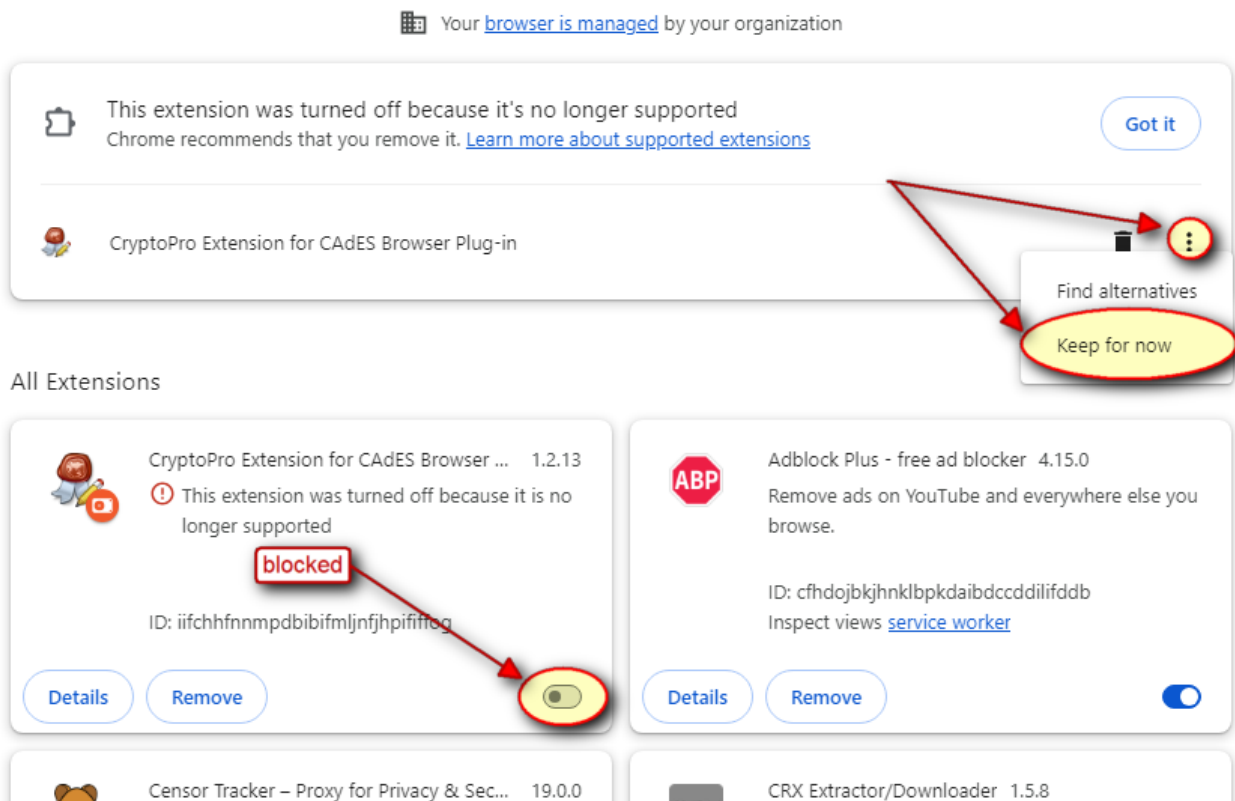 Your browser is managed by your organization
This extension was turned off because it's no longer supported
Chrome recommends that you remove it. Learn more about supported extensions
Got it
CryptoPro Extension for CAdES Browser Plug-in
Find alternatives
Keep for now
All Extensions
CryptoPro Extension for CAdES Browser ... 1.2.13
This extension was turned off because it is no
longer supported
blocked
ID: iifchhfnnmpdbibifmljnfjhpififfog
Details
Remove
ABP
Adblock Plus - free ad blocker 4.15.0
Remove ads on YouTube and everywhere else you
browse.
ID: cfhdojbkjhnklbpkdaibdccddilifddb
Inspect views service worker
Details
Remove
Censor Tracker – Proxy for Privacy & Sec... 19.0.0
CRX Extractor/Downloader 1.5.8